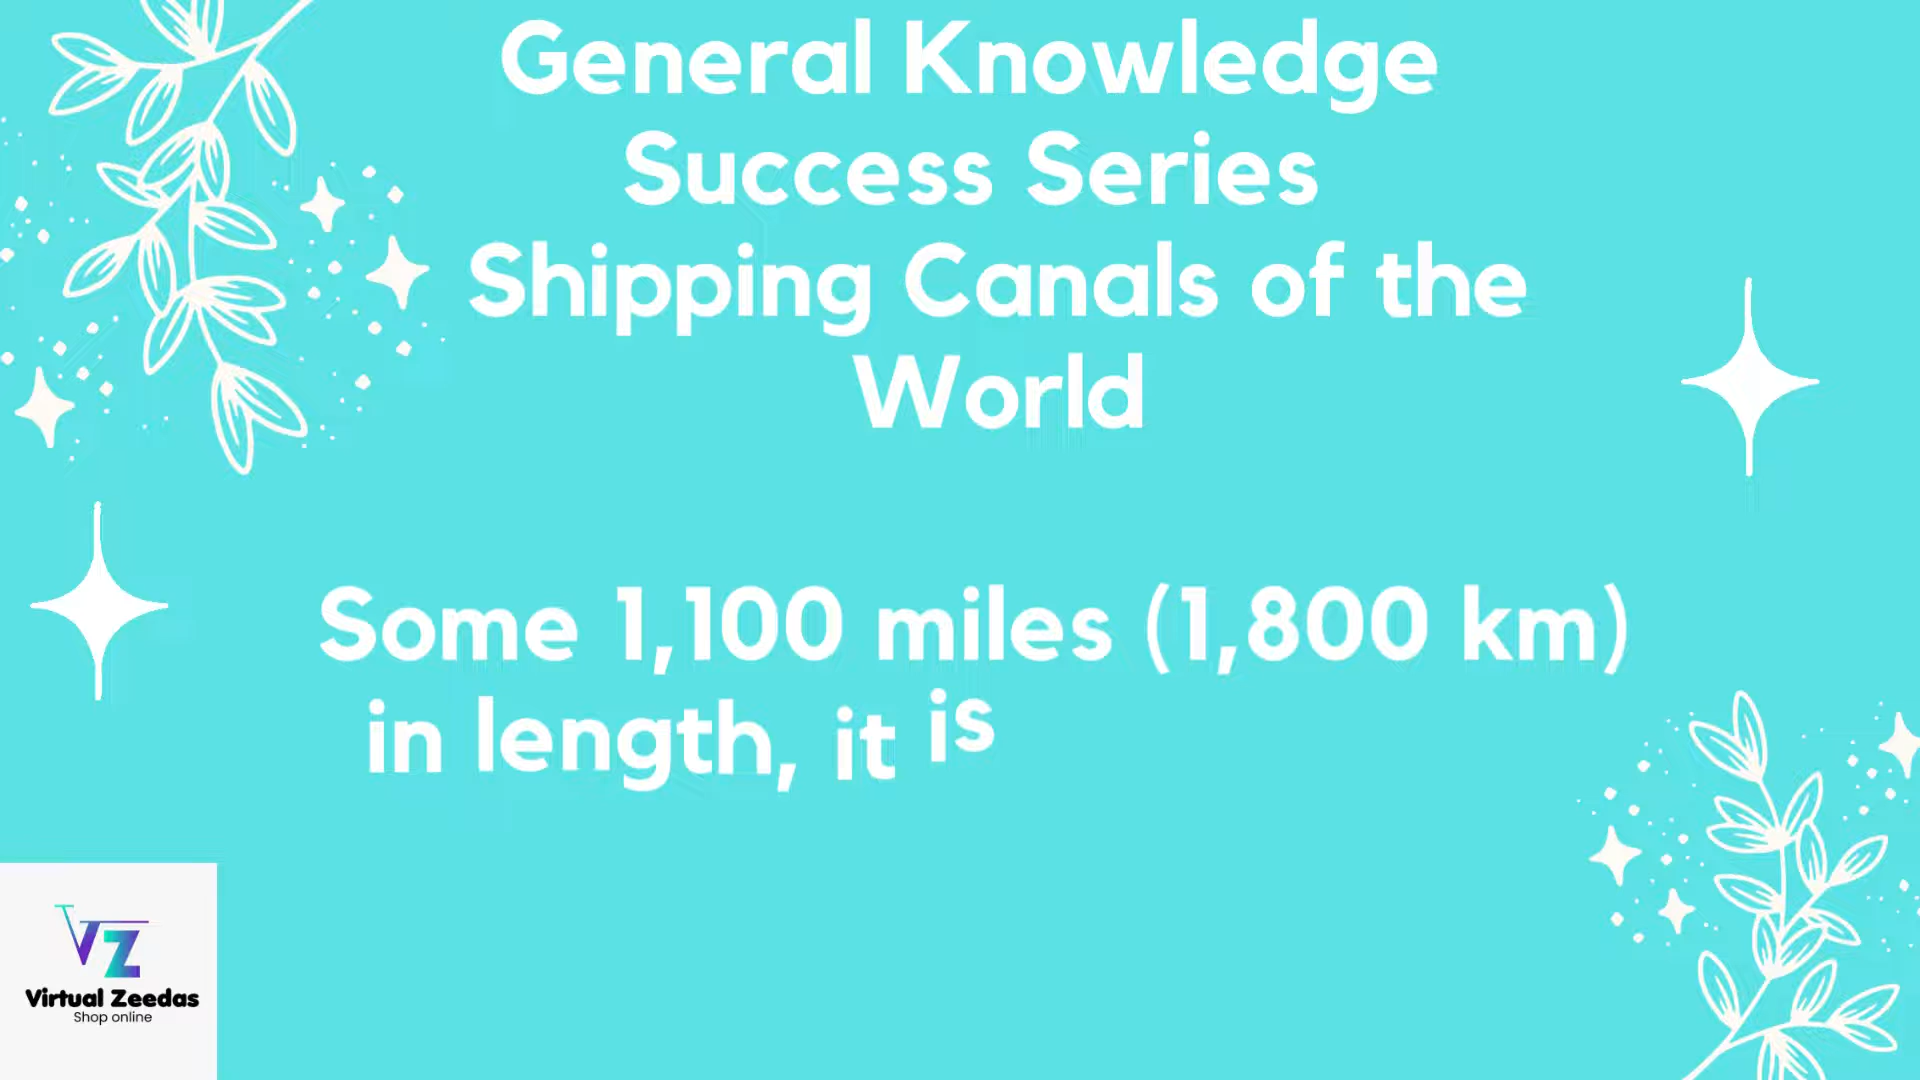 General Knowledge
Success Series
Shipping Canals of the
World
Some 1,100 miles (1,800 km)
in length, it is
VZ
Virtual Zeedas
Shop online